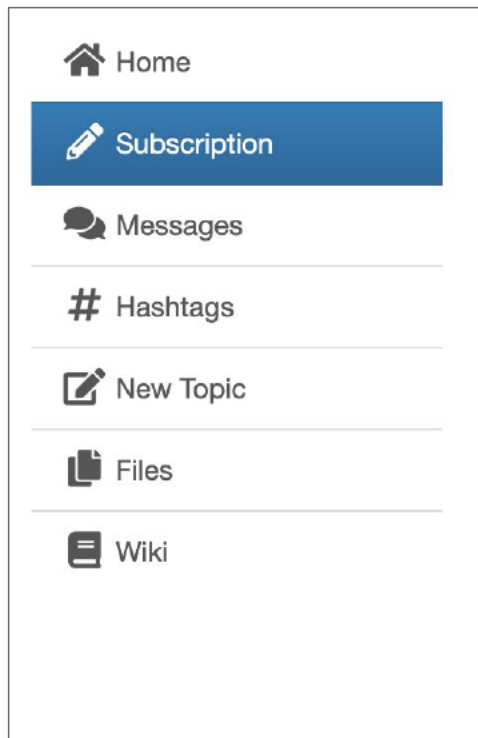 Home
Subscription
Messages
# Hashtags
New Topic
Files
Wiki